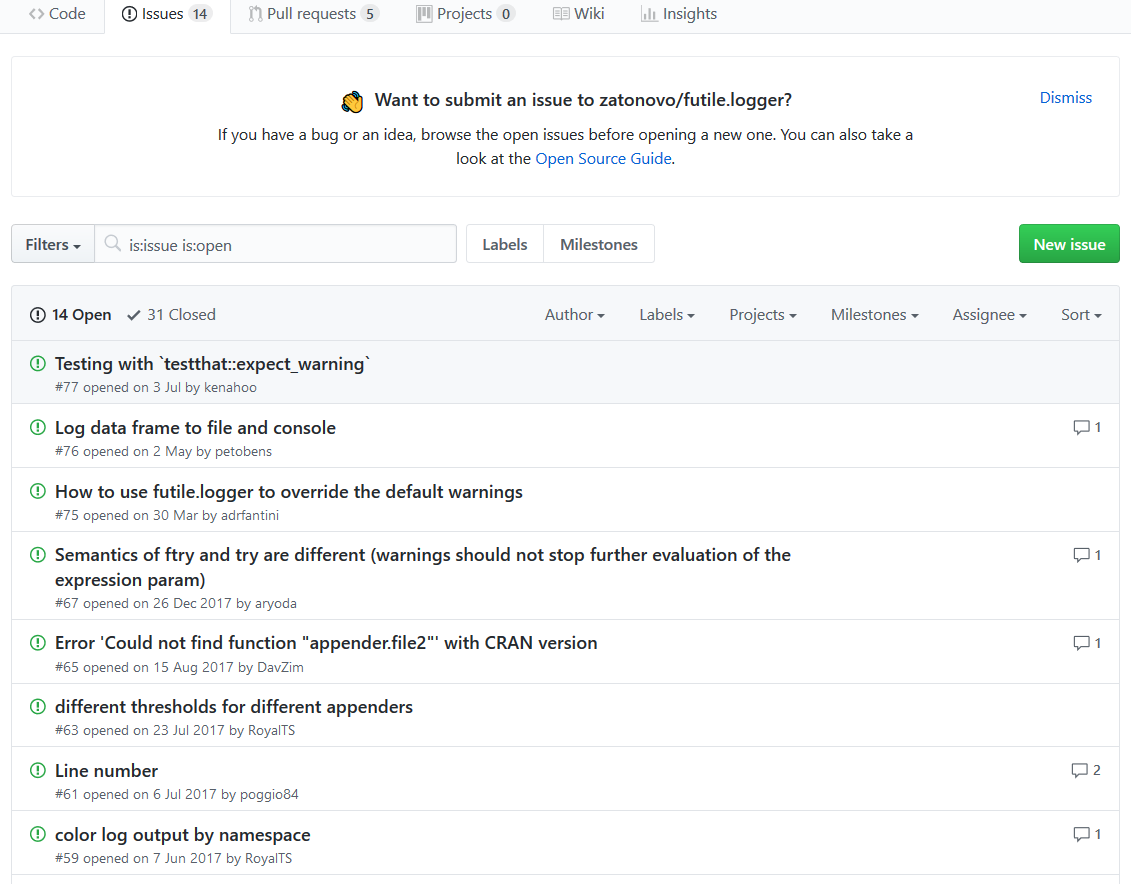 Code Issues 14 Pull requests 5 Projects 0 Wiki Insights
Want to submit an issue to zatonovo/futile.logger? Dismiss
If you have a bug or an idea, browse the open issues before opening a new one. You can also take a
look at the Open Source Guide.
Filters is:issue is:open Labels Milestones New issue
14 Open 31 Closed Author Labels Projects Milestones Assignee Sort
Testing with `testthat::expect_warning`
#77 opened on 3 Jul by kenahoo
Log data frame to file and console 1
#76 opened on 2 May by petobens
How to use futile.logger to override the default warnings
#75 opened on 30 Mar by adrfantini
Semantics of ftry and try are different (warnings should not stop further evaluation of the 1
expression param)
#67 opened on 26 Dec 2017 by aryoda
Error 'Could not find function "appender.file2"' with CRAN version 1
#65 opened on 15 Aug 2017 by DavZim
different thresholds for different appenders
#63 opened on 23 Jul 2017 by RoyalTS
Line number 2
#61 opened on 6 Jul 2017 by poggio84
color log output by namespace 1
#59 opened on 7 Jun 2017 by RoyalTS